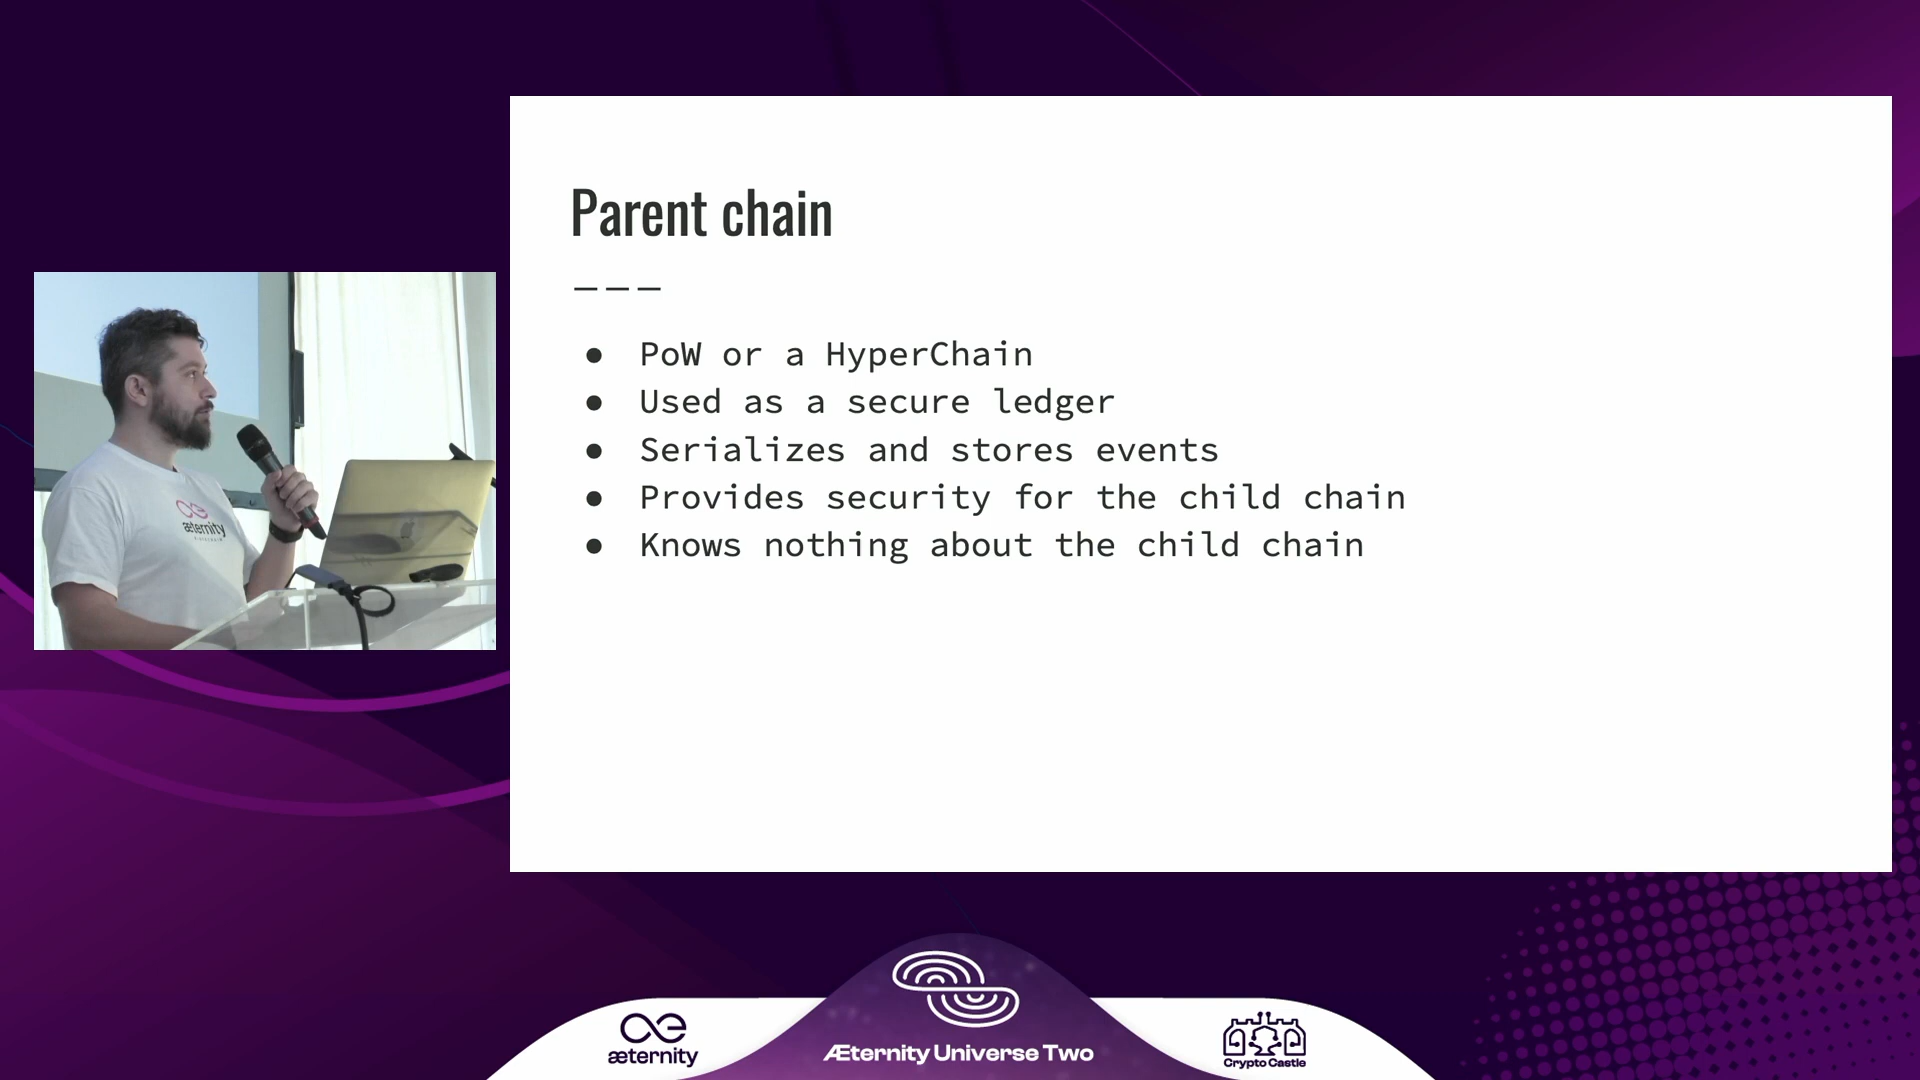 Parent chain
– – –
● PoW or a HyperChain
● Used as a secure ledger
● Serializes and stores events
● Provides security for the child chain
● Knows nothing about the child chain
æternity
æternity
Æternity Universe Two
Crypto Castle